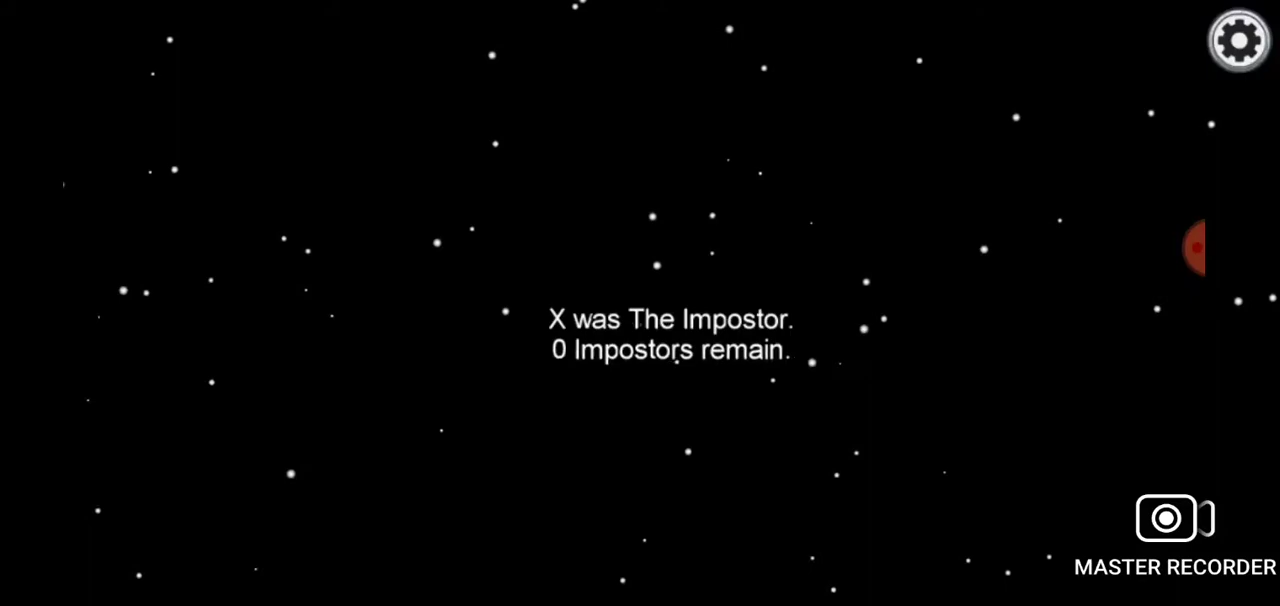 X was The Impostor.
0 Impostors remain.
MASTER RECORDER